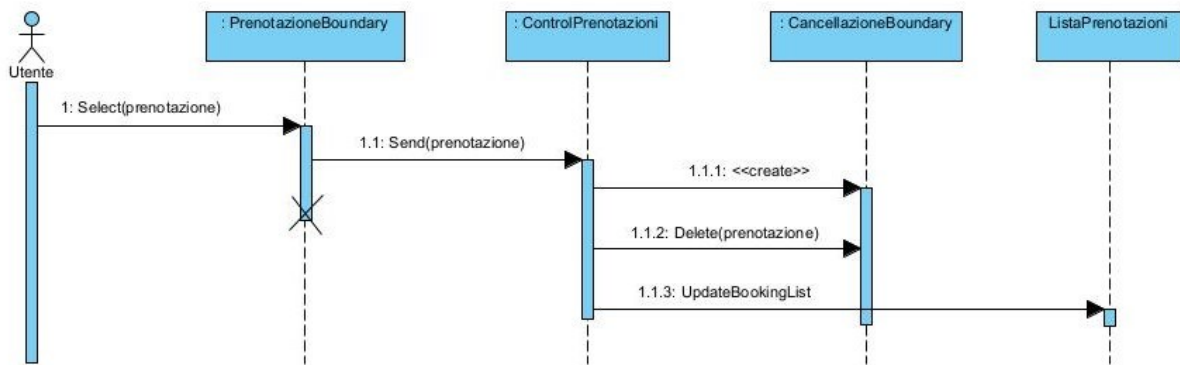 : PrenotazioneBoundary
: ControlPrenotazioni
: CancellazioneBoundary
ListaPrenotazioni
Utente
1: Select(prenotazione)
1.1: Send(prenotazione)
1.1.1: <<create>>
1.1.2: Delete(prenotazione)
1.1.3: UpdateBookingList